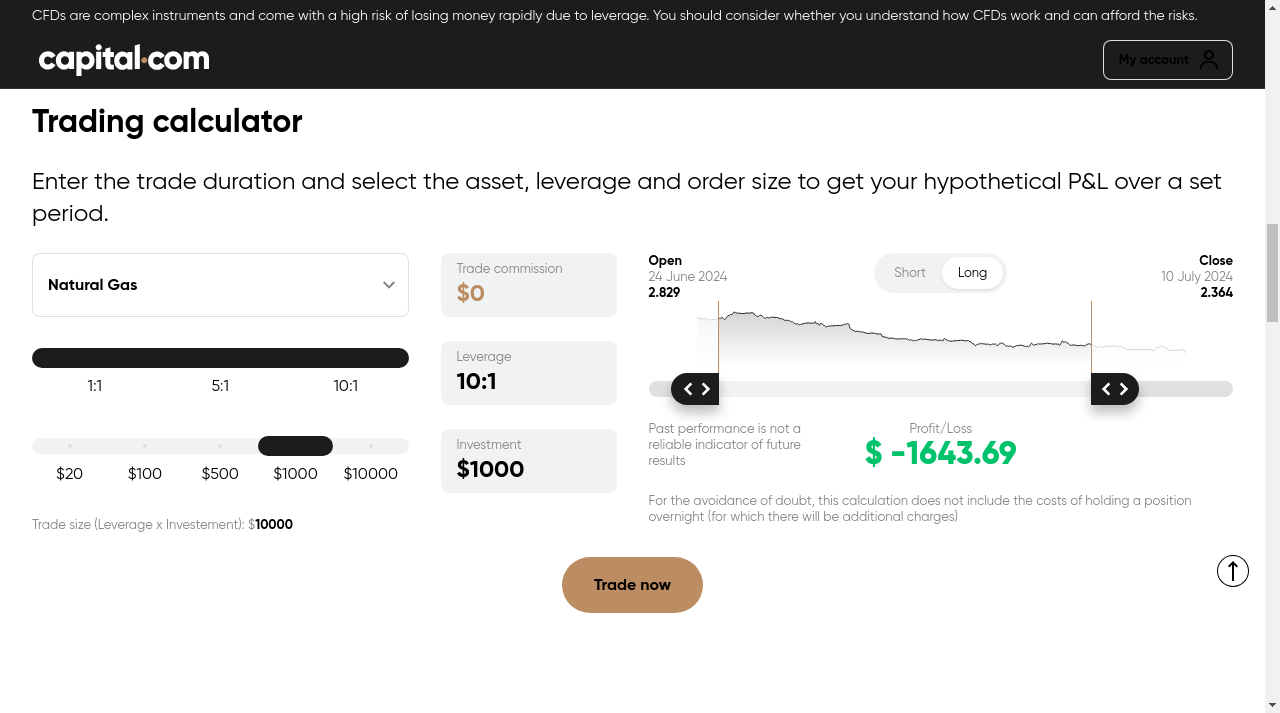 CFDs are complex instruments and come with a high risk of losing money rapidly due to leverage. You should consider whether you understand how CFDs work and can afford the risks.
capital.com
My account
Trading calculator
Enter the trade duration and select the asset, leverage and order size to get your hypothetical P&L over a set
period.
Natural Gas
1:1 5:1 10:1
$20 $100 $500 $1000 $10000
Trade size (Leverage x Investement): $10000
Trade commission
$0
Leverage
10:1
Investment
$1000
Open
24 June 2024
2.829
Short Long
Close
10 July 2024
2.364
Past performance is not a
reliable indicator of future
results
Profit/Loss
$ -1643.69
For the avoidance of doubt, this calculation does not include the costs of holding a position
overnight (for which there will be additional charges)
Trade now